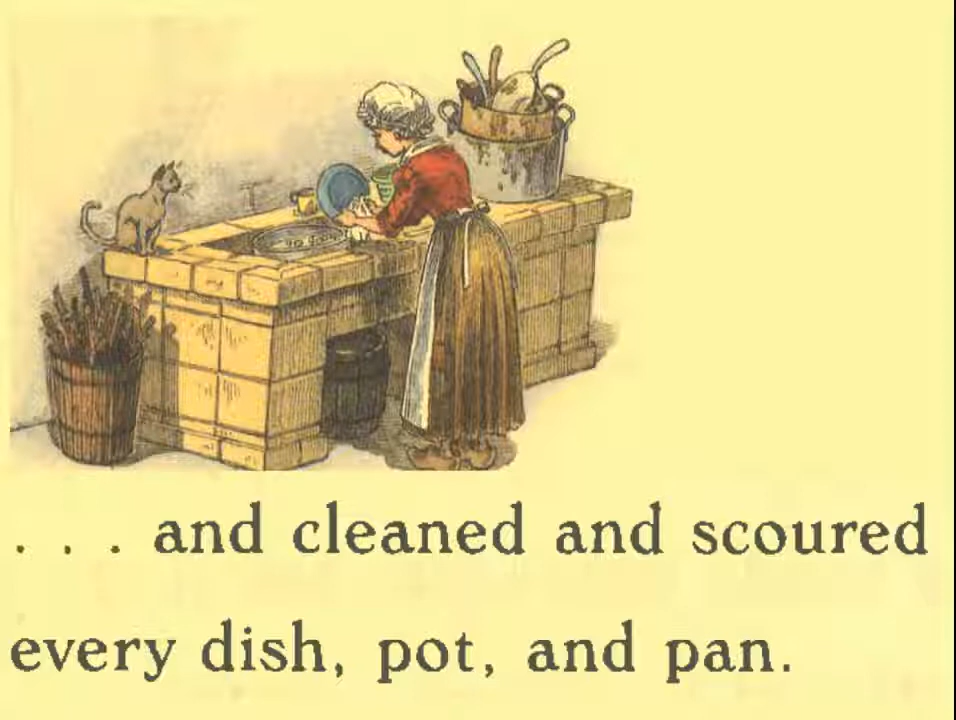 . . . and cleaned and scoured
every dish, pot, and pan.